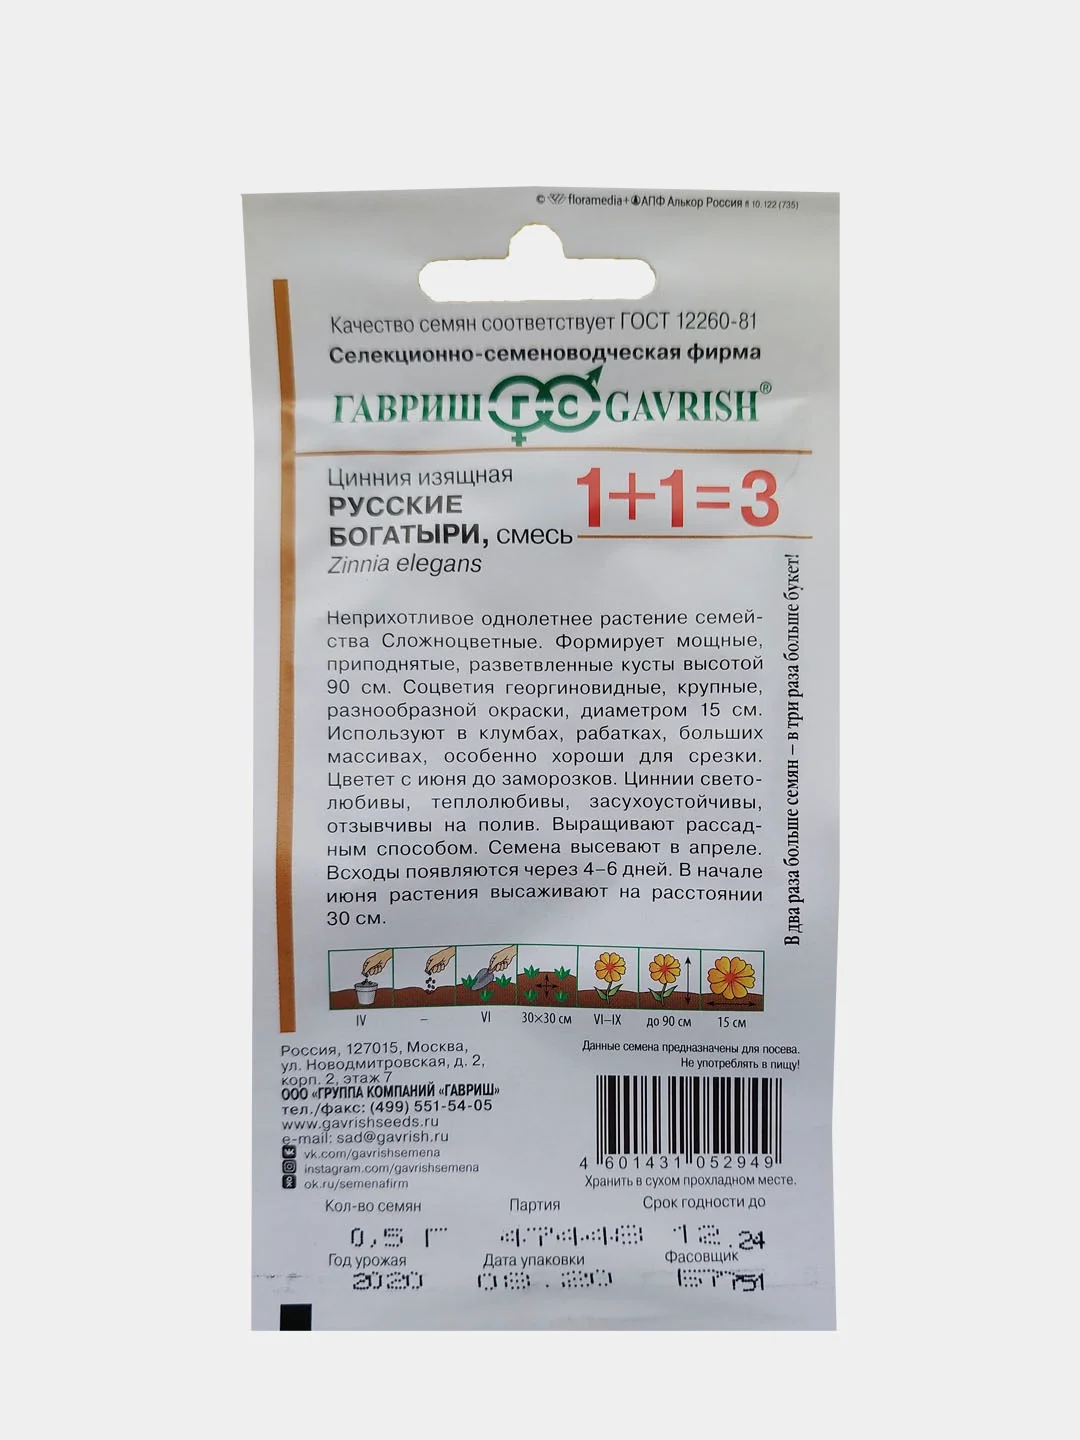 © floramedia+АПФ Алькор Россия в 10.122 (735)
Качество семян соответствует ГОСТ 12260-81
Селекционно-семеноводческая фирма
ГАВРИШ ГС GAVRISH®
Цинния изящная
РУССКИЕ
БОГАТЫРИ, смесь
Zinnia elegans
1+1=3
Неприхотливое однолетнее растение семей-
ства Сложноцветные. Формирует мощные,
приподнятые, разветвленные кусты высотой
90 см. Соцветия георгиновидные, крупные,
разнообразной окраски, диаметром 15 см.
Используют в клумбах, рабатках, больших
массивах, особенно хороши для срезки.
Цветет с июня до заморозков. Циннии свето-
любивы, теплолюбивы, засухоустойчивы,
отзывчивы на полив. Выращивают рассад-
ным способом. Семена высевают в апреле.
Всходы появляются через 4–6 дней. В начале
июня растения высаживают на расстоянии
30 см.
В два раза больше семян – в три раза больше букет!
IV – VI 30×30 см VI–IX до 90 см 15 см
Россия, 127015, Москва,
ул. Новодмитровская, д. 2,
корп. 2, этаж 7
ООО «ГРУППА КОМПАНИЙ «ГАВРИШ»
тел./факс: (499) 551-54-05
www.gavrishseeds.ru
e-mail: sad@gavrish.ru
vk.com/gavrishsemena
instagram.com/gavrishsemena
ok.ru/semenafirm
Данные семена предназначены для посева.
Не употреблять в пищу!
4 601431 052949
Хранить в сухом прохладном месте.
Кол-во семян Партия Срок годности до
0,5 Г 47448 12.24
Год урожая Дата упаковки Фасовщик
2020 08.20